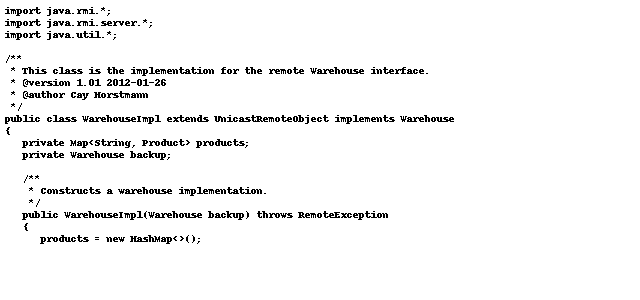 import java.rmi.*;
import java.rmi.server.*;
import java.util.*;

/**
 * This class is the implementation for the remote Warehouse interface.
 * @version 1.01 2012-01-26
 * @author Cay Horstmann
 */
public class WarehouseImpl extends UnicastRemoteObject implements Warehouse
{
   private Map<String, Product> products;
   private Warehouse backup;

   /**
    * Constructs a warehouse implementation.
    */
   public WarehouseImpl(Warehouse backup) throws RemoteException
   {
      products = new HashMap<>();